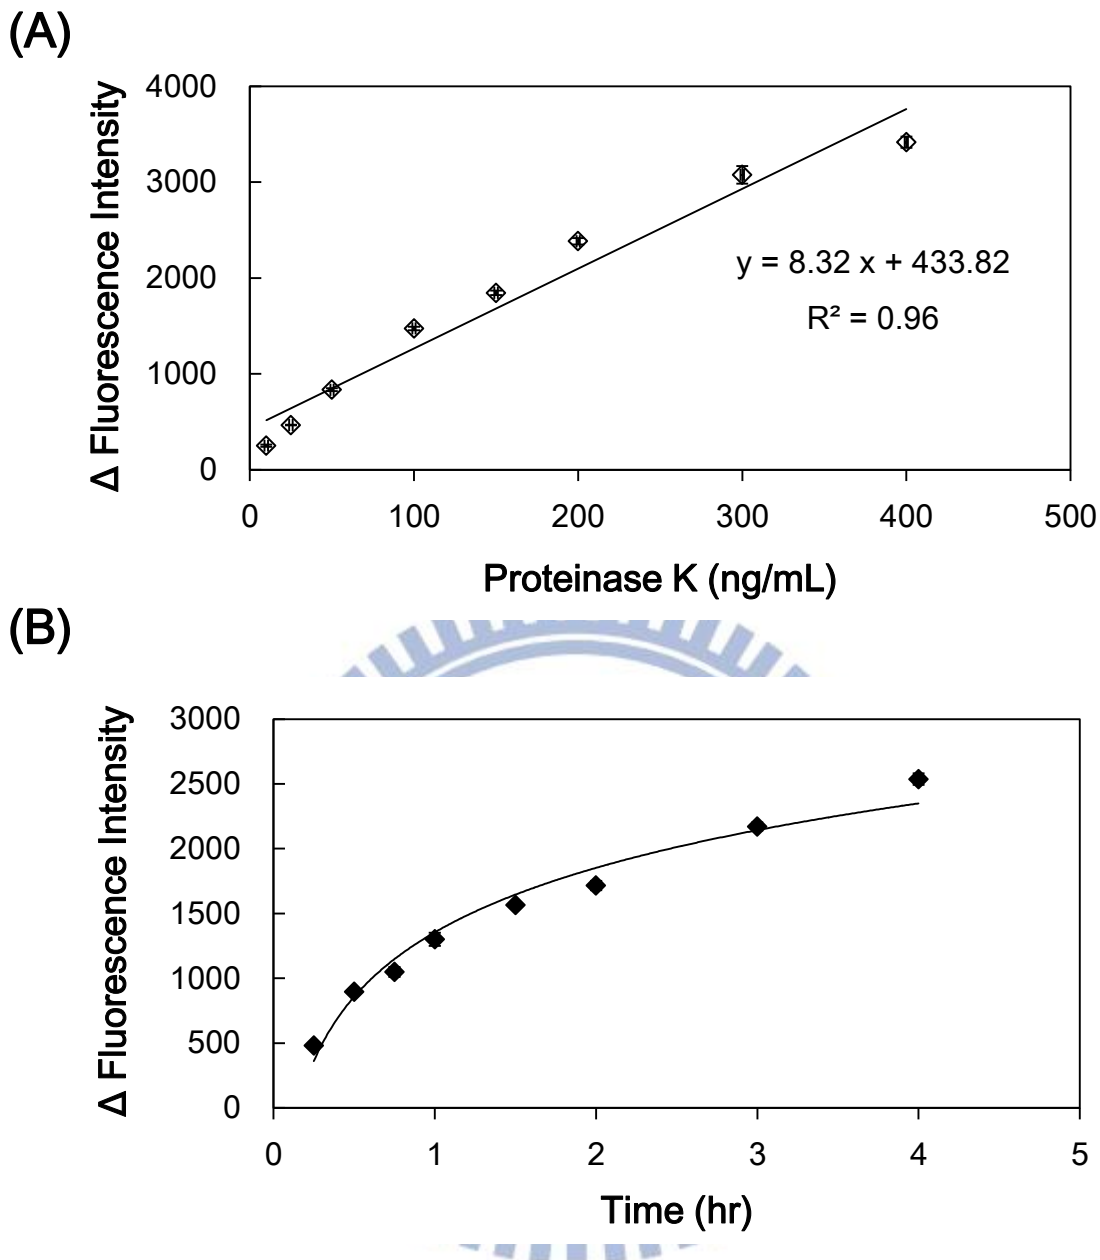 (A)
Δ Fluorescence Intensity
4000
3000
2000
1000
0
y = 8.32 x + 433.82
R² = 0.96
0 100 200 300 400 500
Proteinase K (ng/mL)
(B)
Δ Fluorescence Intensity
3000
2500
2000
1500
1000
500
0
0 1 2 3 4 5
Time (hr)